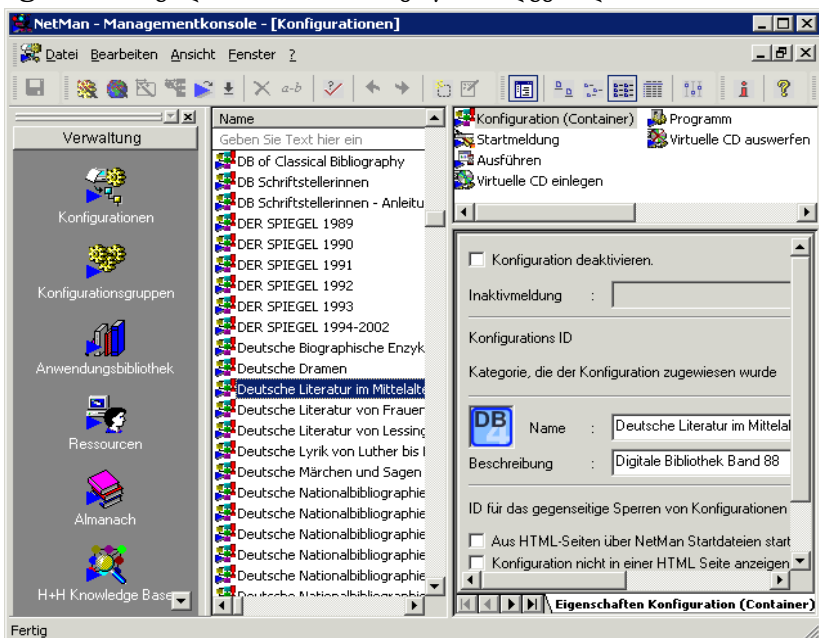 NetMan - Managementkonsole - [Konfigurationen]
Datei Bearbeiten Ansicht Fenster ?
a-b
Verwaltung
Konfigurationen
Konfigurationsgruppen
Anwendungsbibliothek
Ressourcen
Almanach
H+H Knowledge Base
Name
Geben Sie Text hier ein
DB of Classical Bibliography
DB Schriftstellerinnen
DB Schriftstellerinnen - Anleitu
DER SPIEGEL 1989
DER SPIEGEL 1990
DER SPIEGEL 1991
DER SPIEGEL 1992
DER SPIEGEL 1993
DER SPIEGEL 1994-2002
Deutsche Biographische Enzyk
Deutsche Dramen
Deutsche Literatur im Mittelalte
Deutsche Literatur von Frauen
Deutsche Literatur von Lessing
Deutsche Lyrik von Luther bis
Deutsche Märchen und Sagen
Deutsche Nationalbibliographie
Deutsche Nationalbibliographie
Deutsche Nationalbibliographie
Deutsche Nationalbibliographie
Deutsche Nationalbibliographie
Deutsche Nationalbibliographie
Konfiguration (Container)
Startmeldung
Ausführen
Virtuelle CD einlegen
Programm
Virtuelle CD auswerfen
Konfiguration deaktivieren.
Inaktivmeldung :
Konfigurations ID
Kategorie, die der Konfiguration zugewiesen wurde
DB 4
Name : Deutsche Literatur im Mittelal
Beschreibung : Digitale Bibliothek Band 88
ID für das gegenseitige Sperren von Konfigurationen
Aus HTML-Seiten über NetMan Startdateien start
Konfiguration nicht in einer HTML Seite anzeigen
Eigenschaften Konfiguration (Container)
Fertig